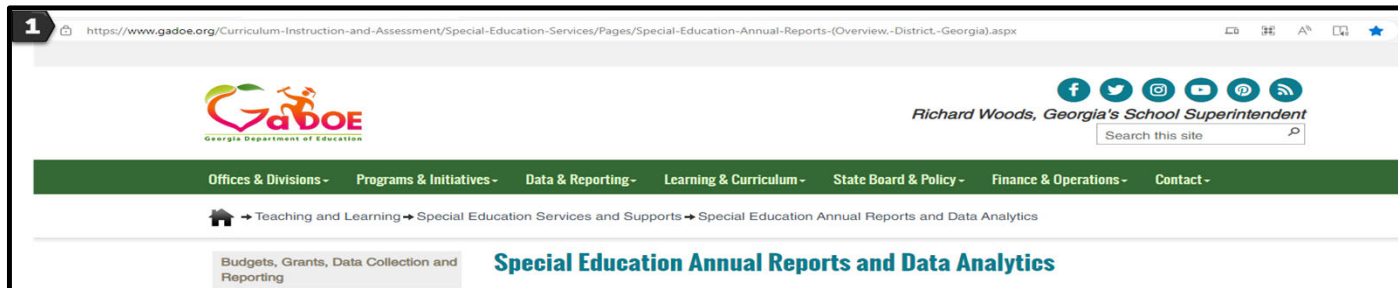 1
https://www.gadoe.org/Curriculum-Instruction-and-Assessment/Special-Education-Services/Pages/Special-Education-Annual-Reports-(Overview,-District,-Georgia).aspx
GaDOE
Georgia Department of Education
Richard Woods, Georgia's School Superintendent
Search this site
Offices & Divisions Programs & Initiatives Data & Reporting Learning & Curriculum State Board & Policy Finance & Operations Contact
Teaching and Learning → Special Education Services and Supports → Special Education Annual Reports and Data Analytics
Budgets, Grants, Data Collection and
Reporting
Special Education Annual Reports and Data Analytics